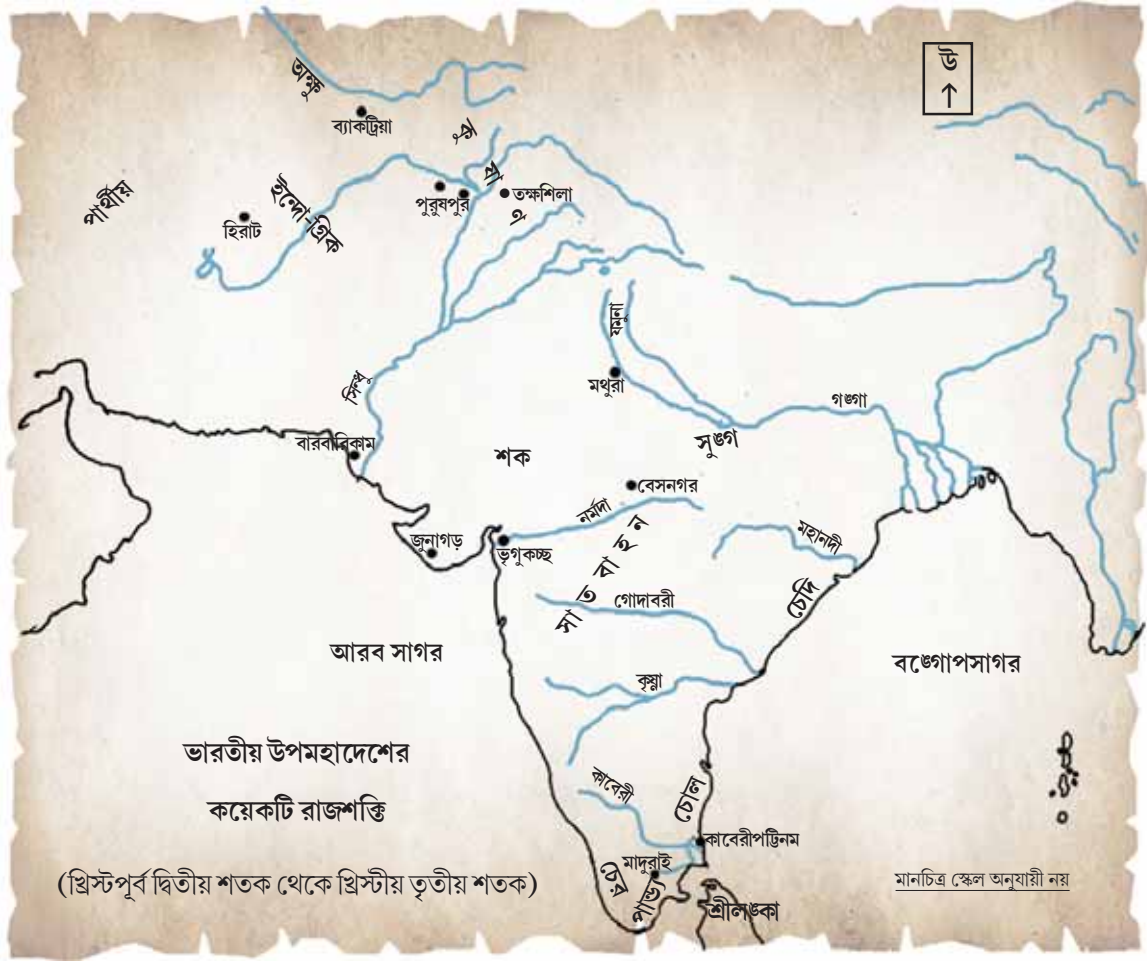 উ
↑
অক্ষু
ব্যাকট্রিয়া
কুষাণ
পার্থীয়
হিরাট
ইন্দো-গ্রিক
পুরুষপুর
তক্ষশিলা
যমুনা
মথুরা
গঙ্গা
সিন্ধু
বারবারিকাম
শক
সুঙ্গ
বেসনগর
নর্মদা
জুনাগড়
ভৃগুকচ্ছ
সাতবাহন
মহানদী
চেদি
গোদাবরী
আরব সাগর
বঙ্গোপসাগর
কৃষ্ণা
ভারতীয় উপমহাদেশের
কয়েকটি রাজশক্তি
কাবেরী
চোল
কাবেরীপট্টিনম
মাদুরাই
চের
পান্ড্য
শ্রীলঙ্কা
(খ্রিস্টপূর্ব দ্বিতীয় শতক থেকে খ্রিস্টীয় তৃতীয় শতক)
মানচিত্র স্কেল অনুযায়ী নয়